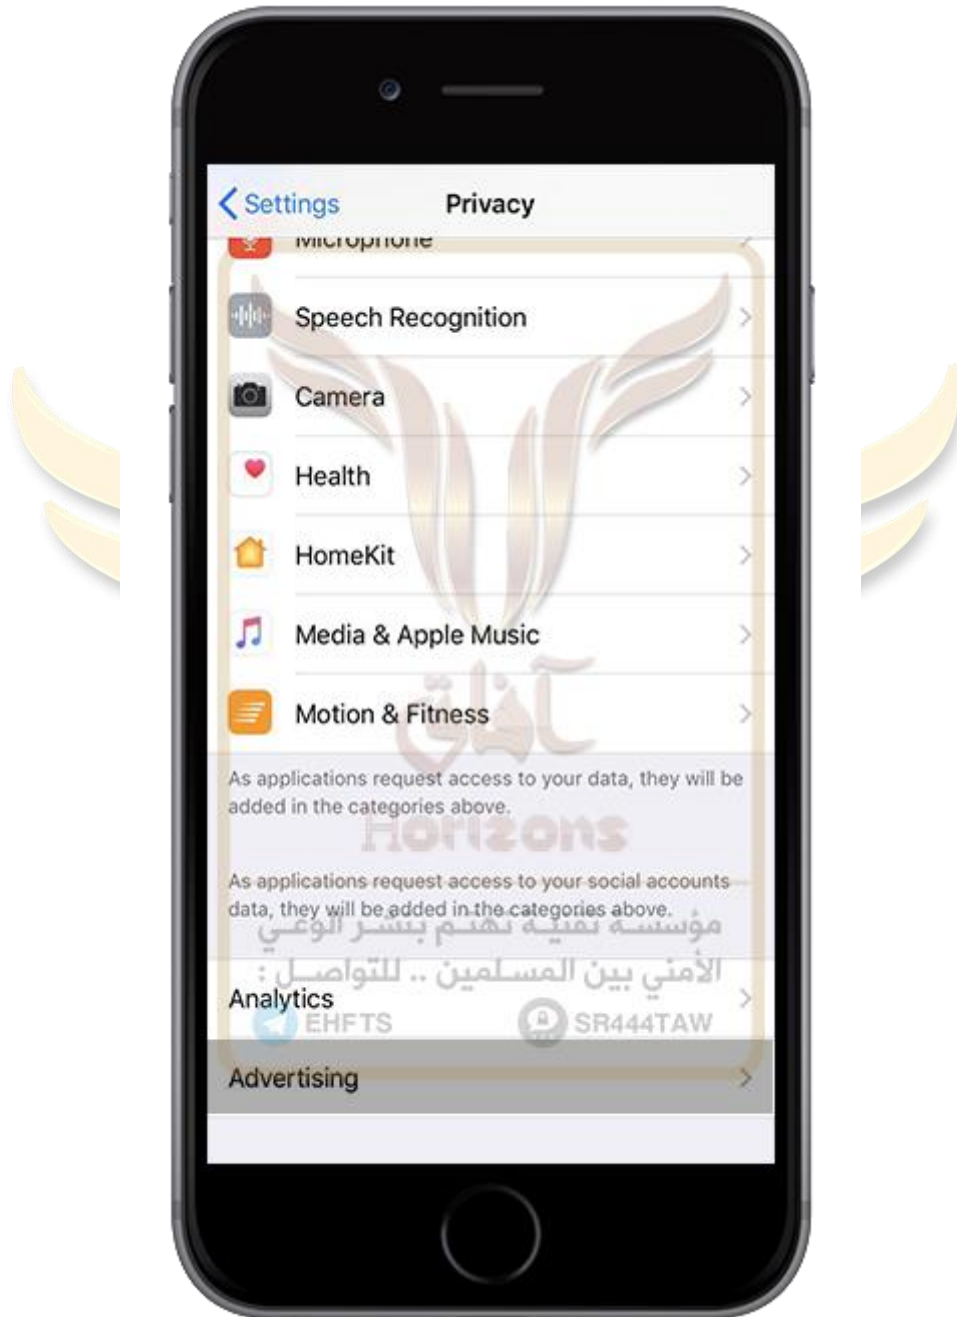 Settings
Privacy
Microphone
Speech Recognition
Camera
Health
HomeKit
Media & Apple Music
Motion & Fitness
As applications request access to your data, they will be
added in the categories above.
آفاق
Horizons
As applications request access to your social accounts
data, they will be added in the categories above.
مؤسسة تقنية تهتم بنشر الوعي
الأمني بين المسلمين .. للتواصل :
Analytics
EHFTS
SR444TAW
Advertising